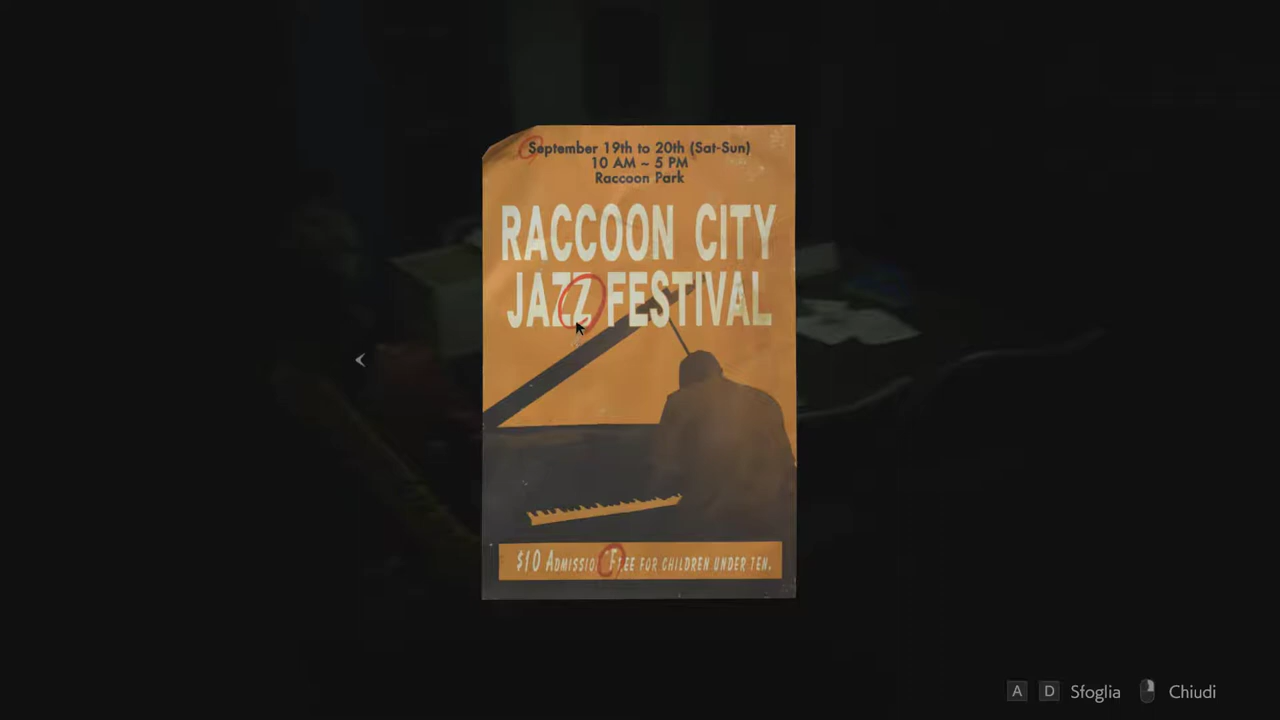 September 19th to 20th (Sat-Sun)
10 AM ~ 5 PM
Raccoon Park
RACCOON CITY
JAZZ FESTIVAL
$10 Admission Free for children under ten.
A D Sfoglia Chiudi